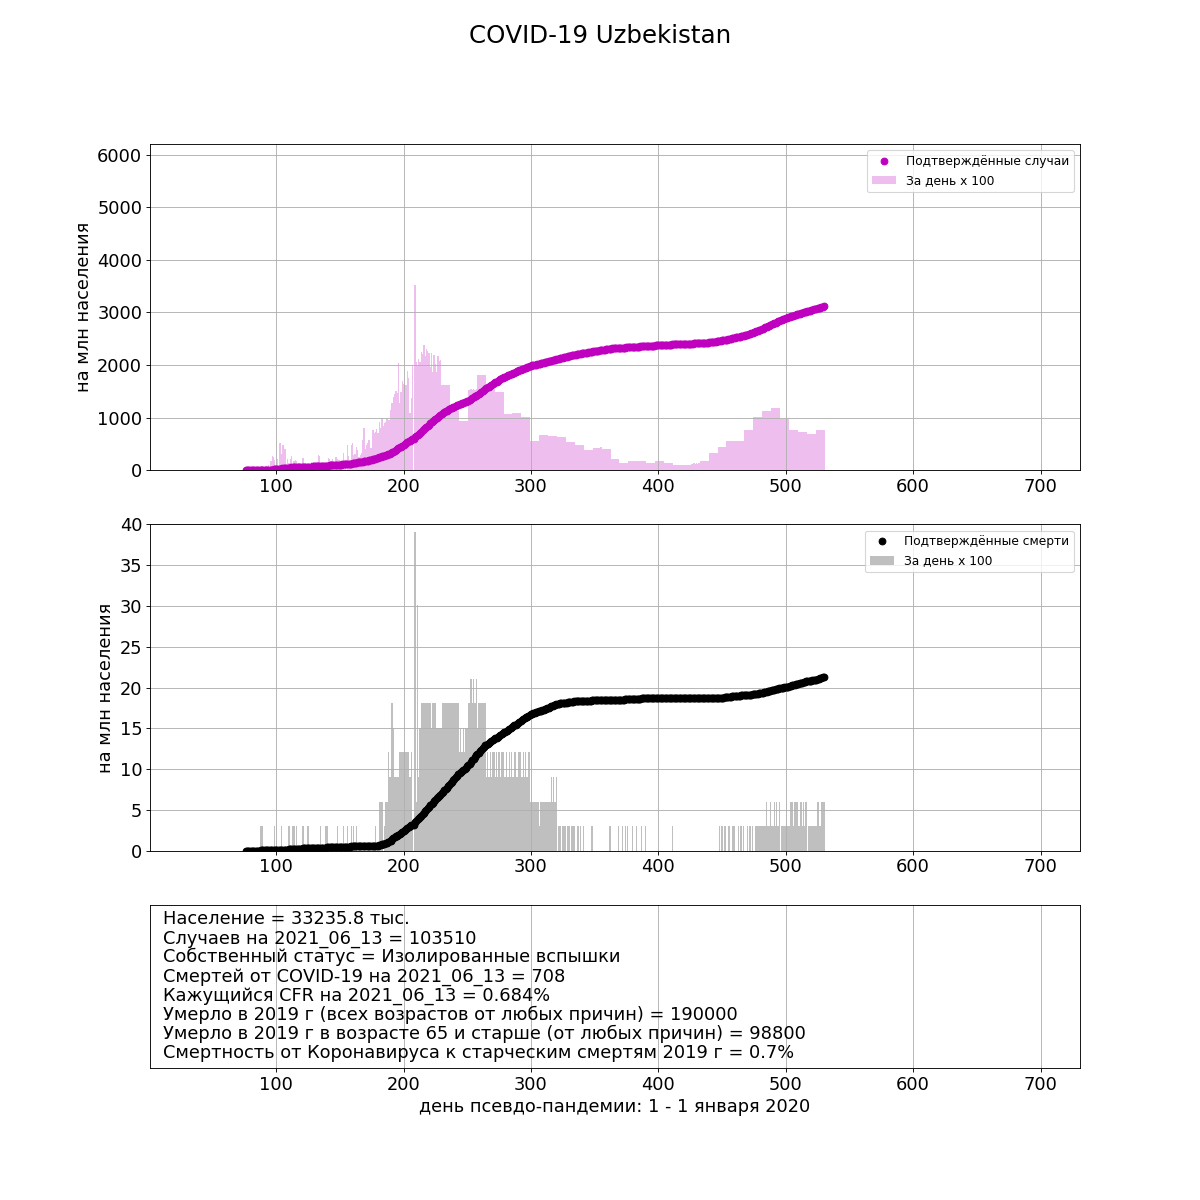 COVID-19 Uzbekistan
6000
5000
4000
3000
2000
1000
0
на млн населения
Подтверждённые случаи
За день x 100
100 200 300 400 500 600 700
40
35
30
25
20
15
10
5
0
на млн населения
Подтверждённые смерти
За день x 100
100 200 300 400 500 600 700
Население = 33235.8 тыс.
Случаев на 2021_06_13 = 103510
Собственный статус = Изолированные вспышки
Смертей от COVID-19 на 2021_06_13 = 708
Кажущийся CFR на 2021_06_13 = 0.684%
Умерло в 2019 г (всех возрастов от любых причин) = 190000
Умерло в 2019 г в возрасте 65 и старше (от любых причин) = 98800
Смертность от Коронавируса к старческим смертям 2019 г = 0.7%
100 200 300 400 500 600 700
день псевдо-пандемии: 1 - 1 января 2020